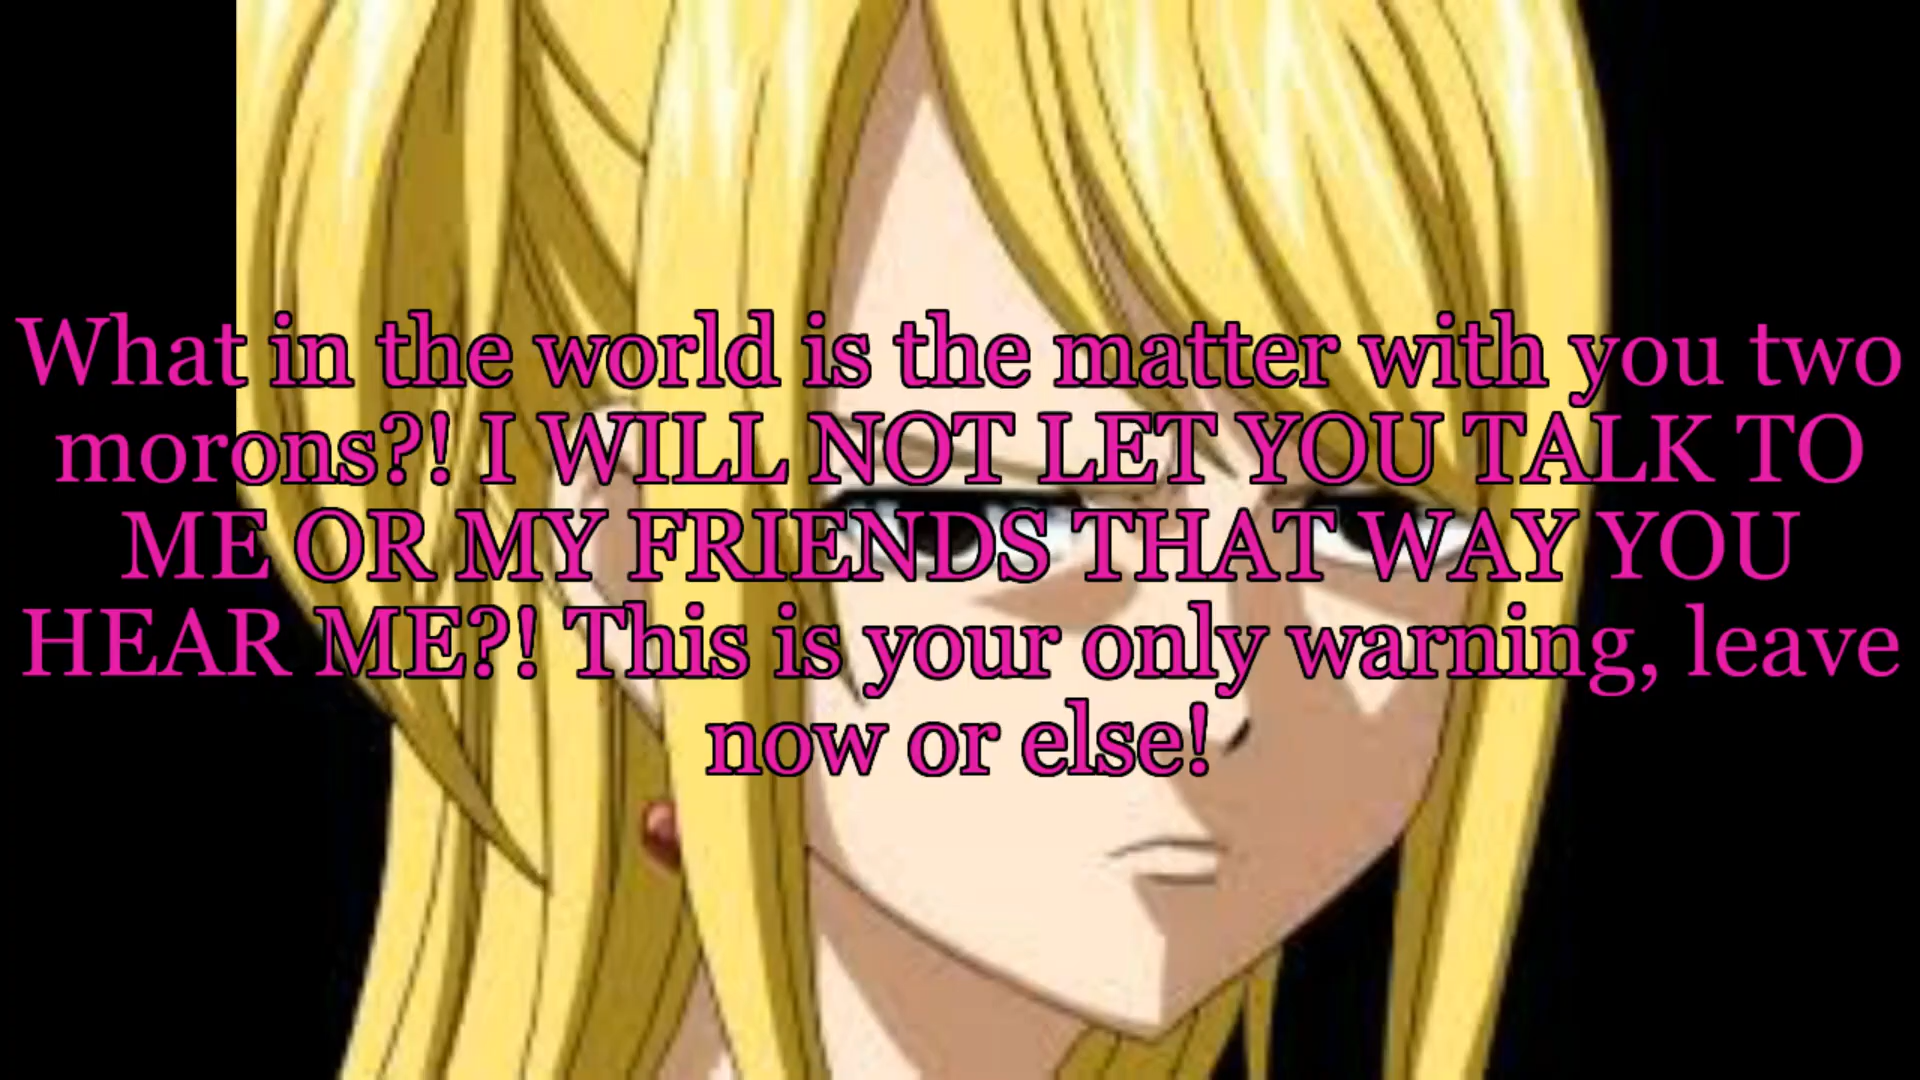 What in the world is the matter with you two
morons?! I WILL NOT LET YOU TALK TO
ME OR MY FRIENDS THAT WAY YOU
HEAR ME?! This is your only warning, leave
now or else!